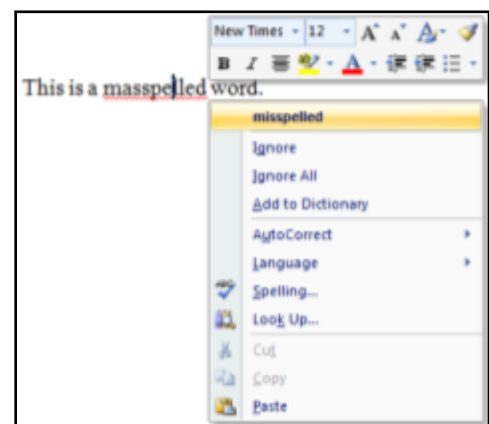 New Times 12 A A A
B I A
This is a masspelled word.
misspelled
Ignore
Ignore All
Add to Dictionary
AutoCorrect
Language
Spelling...
Look Up...
Cut
Copy
Paste